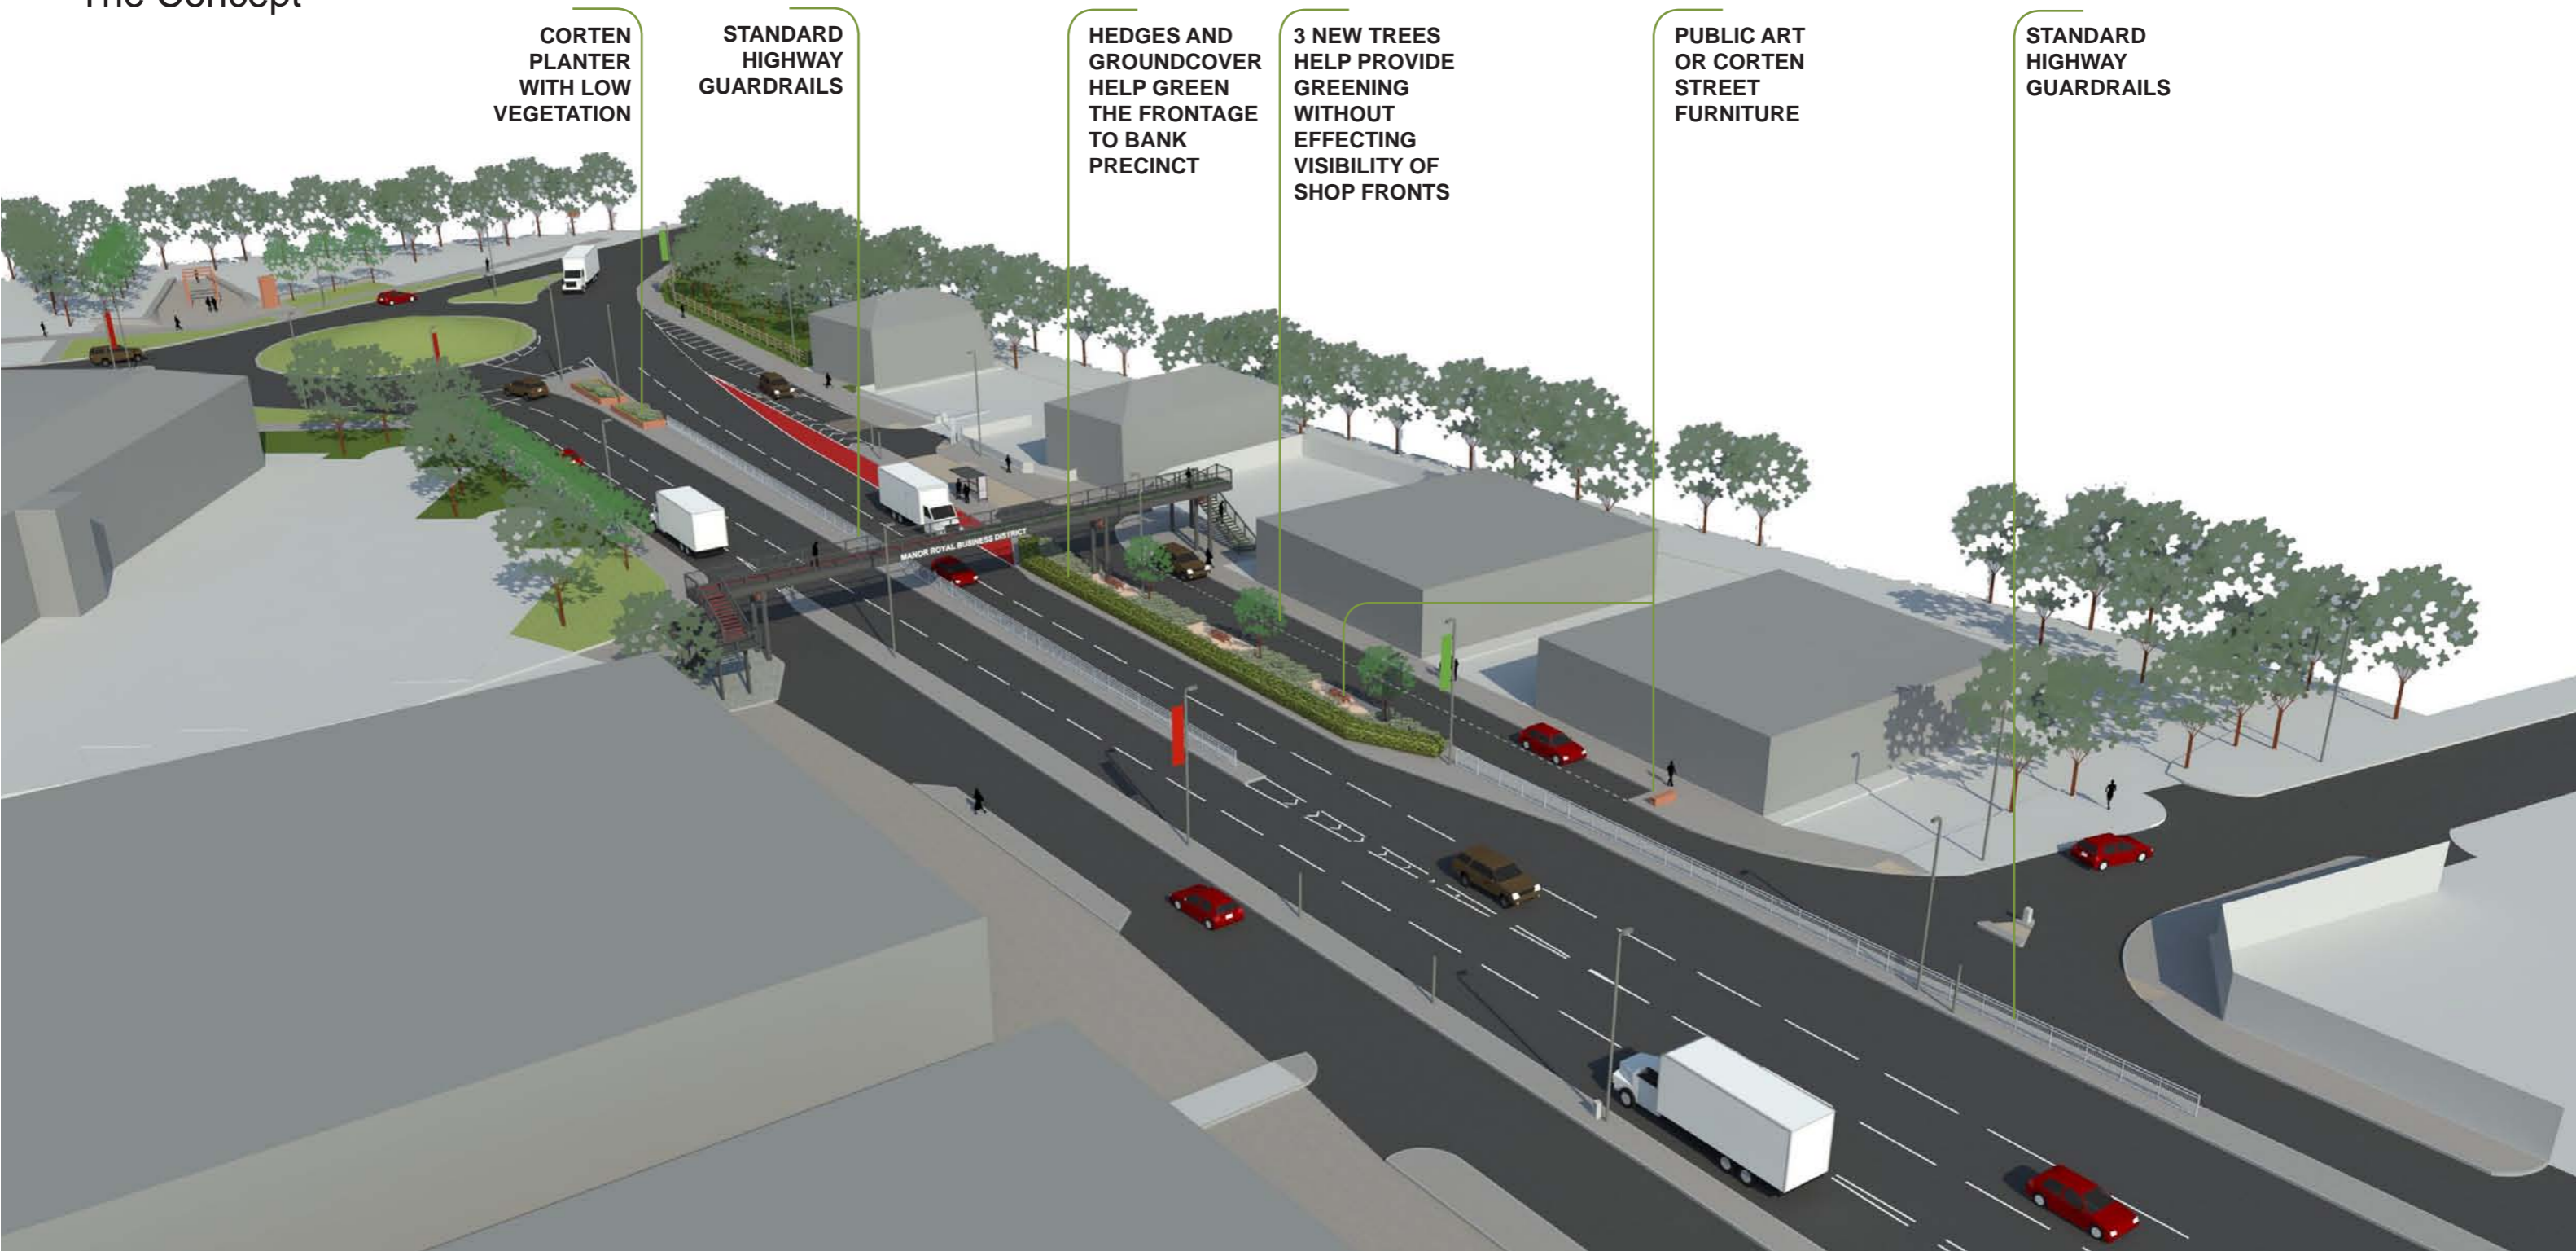 The Concept
CORTEN
PLANTER
WITH LOW
VEGETATION
STANDARD
HIGHWAY
GUARDRAILS
HEDGES AND
GROUNDCOVER
HELP GREEN
THE FRONTAGE
TO BANK
PRECINCT
3 NEW TREES
HELP PROVIDE
GREENING
WITHOUT
EFFECTING
VISIBILITY OF
SHOP FRONTS
PUBLIC ART
OR CORTEN
STREET
FURNITURE
STANDARD
HIGHWAY
GUARDRAILS
MANOR ROYAL BUSINESS DISTRICT